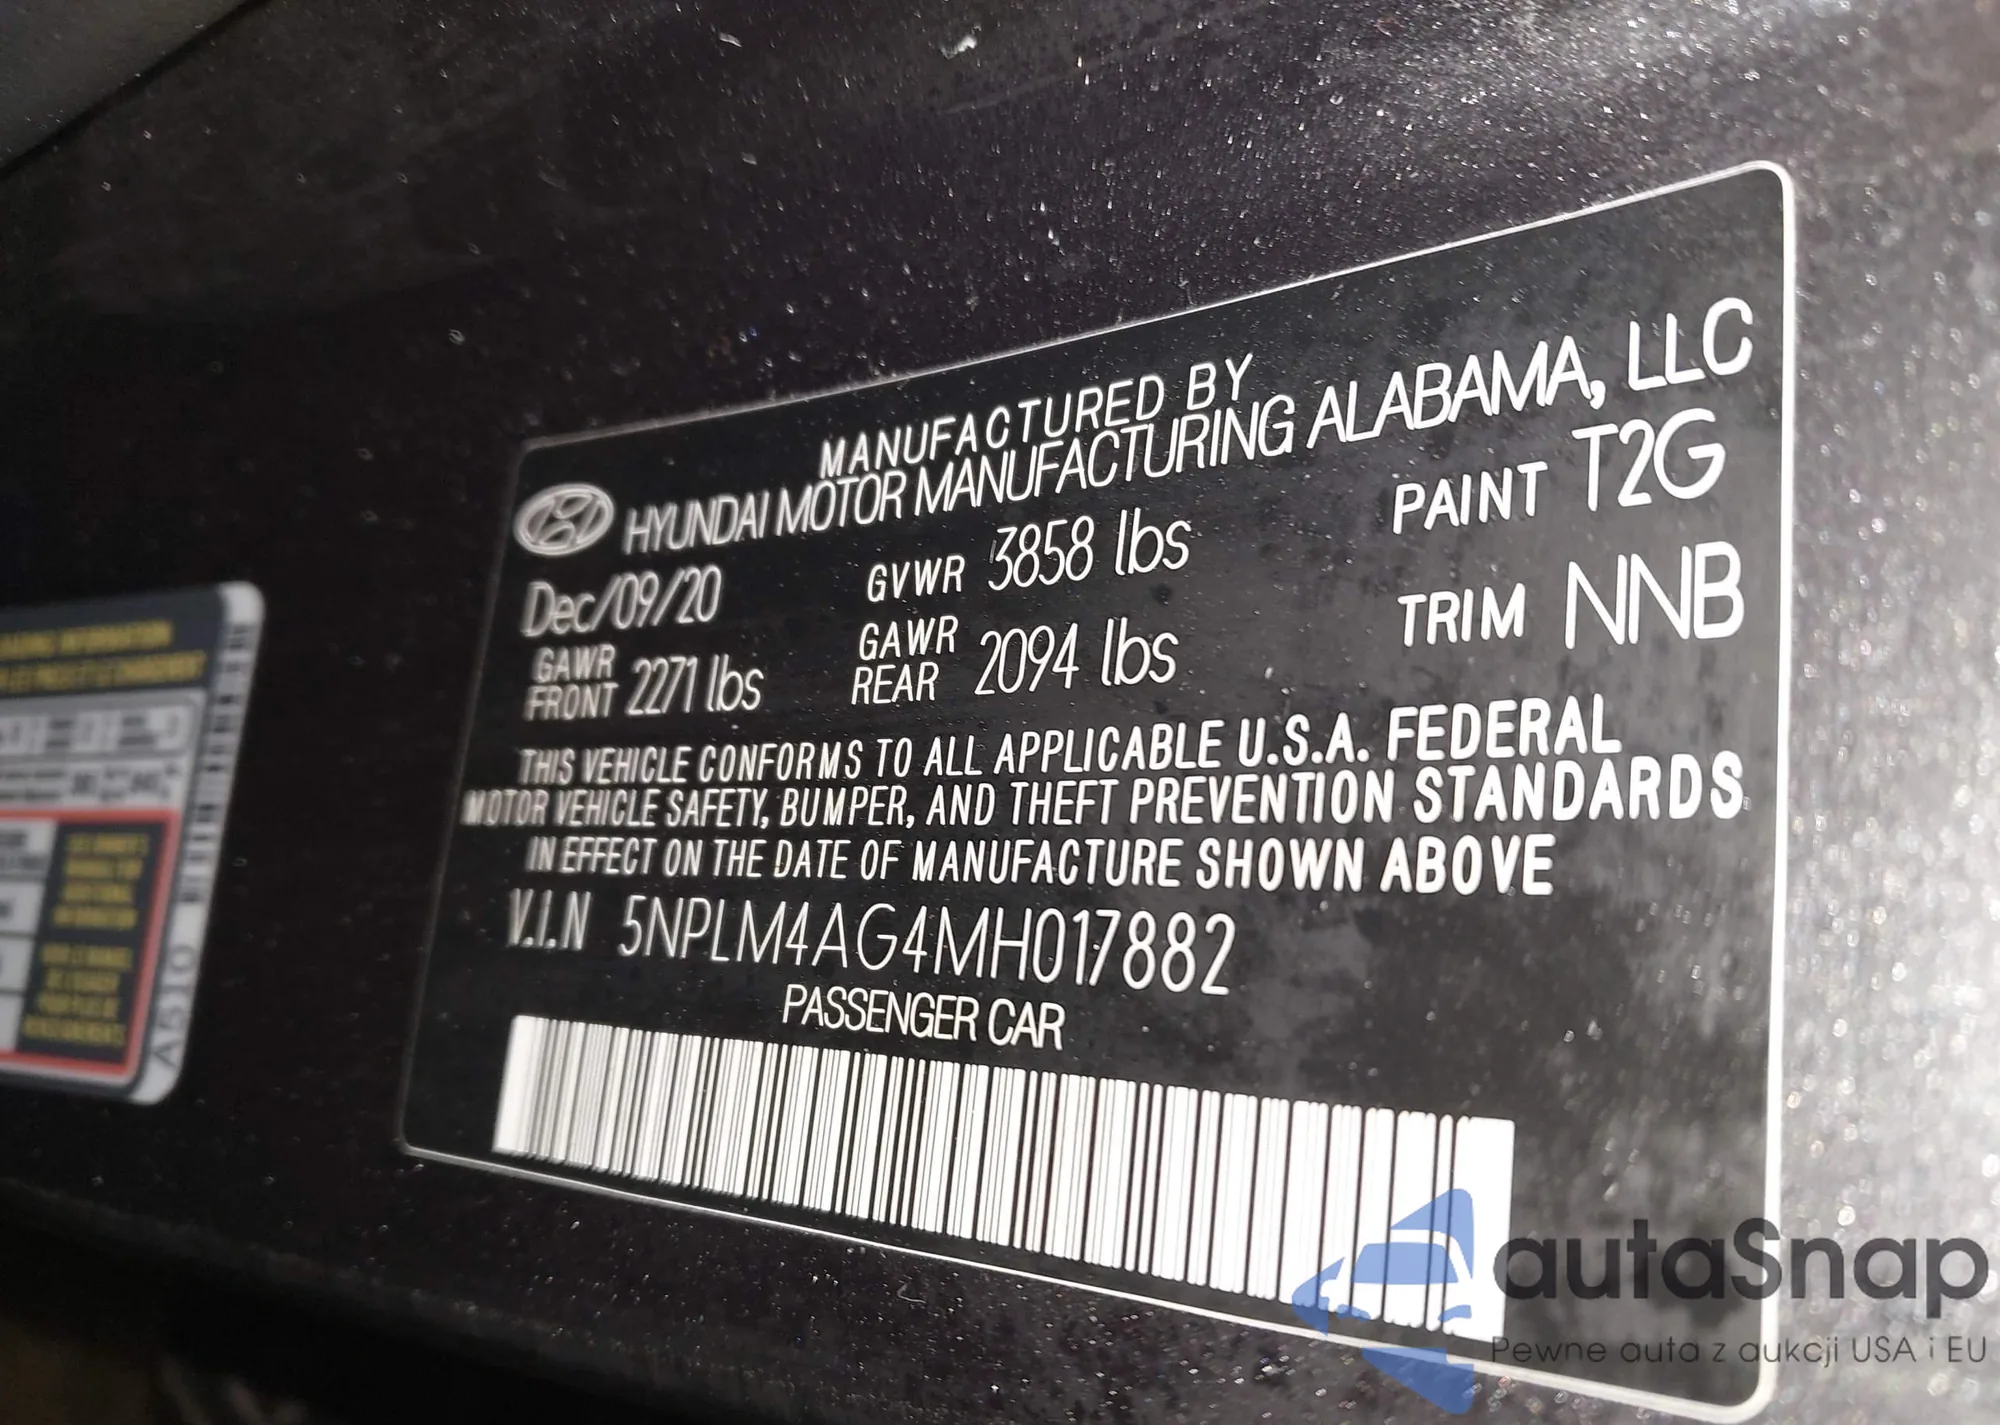 MANUFACTURED BY
HYUNDAI MOTOR MANUFACTURING ALABAMA, LLC
Dec/09/20 GVWR 3858 lbs PAINT T2G
GAWR FRONT 2271 lbs GAWR REAR 2094 lbs TRIM NNB
THIS VEHICLE CONFORMS TO ALL APPLICABLE U.S.A. FEDERAL
MOTOR VEHICLE SAFETY, BUMPER, AND THEFT PREVENTION STANDARDS
IN EFFECT ON THE DATE OF MANUFACTURE SHOWN ABOVE
V.I.N 5NPLM4AG4MH017882
PASSENGER CAR
A510
autaSnap
Pewne auta z aukcji USA i EU